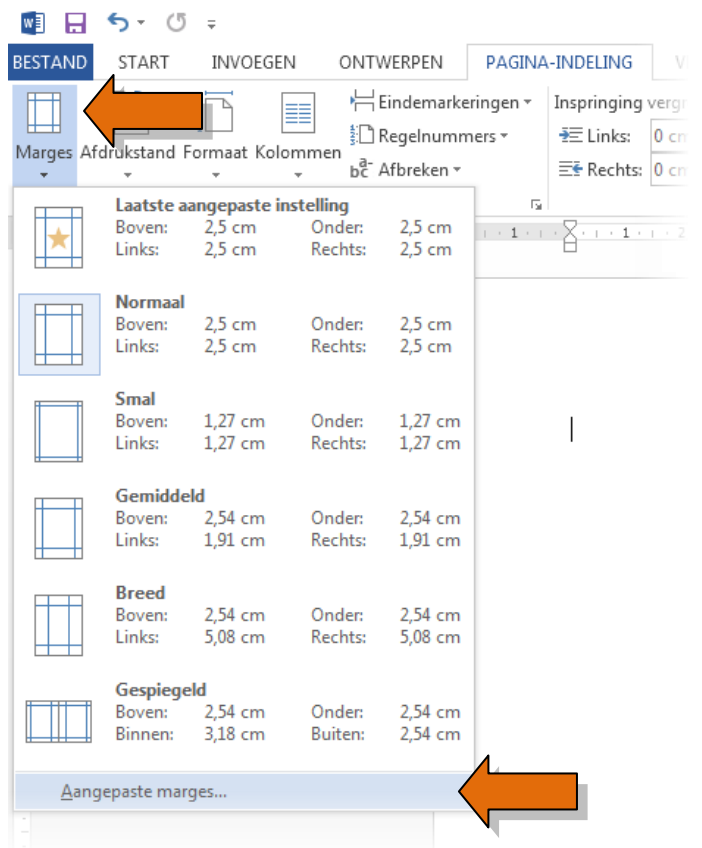 BESTAND START INVOEGEN ONTWERPEN PAGINA-INDELING
Eindemarkeringen Inspringing
Regelnummers Links: 0 cm
Marges Afdrukstand Formaat Kolommen
Afbreken Rechts: 0 cm
1 1 2
Laatste aangepaste instelling
Boven: 2,5 cm Onder: 2,5 cm
Links: 2,5 cm Rechts: 2,5 cm
Normaal
Boven: 2,5 cm Onder: 2,5 cm
Links: 2,5 cm Rechts: 2,5 cm
Smal
Boven: 1,27 cm Onder: 1,27 cm
Links: 1,27 cm Rechts: 1,27 cm
Gemiddeld
Boven: 2,54 cm Onder: 2,54 cm
Links: 1,91 cm Rechts: 1,91 cm
Breed
Boven: 2,54 cm Onder: 2,54 cm
Links: 5,08 cm Rechts: 5,08 cm
Gespiegeld
Boven: 2,54 cm Onder: 2,54 cm
Binnen: 3,18 cm Buiten: 2,54 cm
Aangepaste marges...